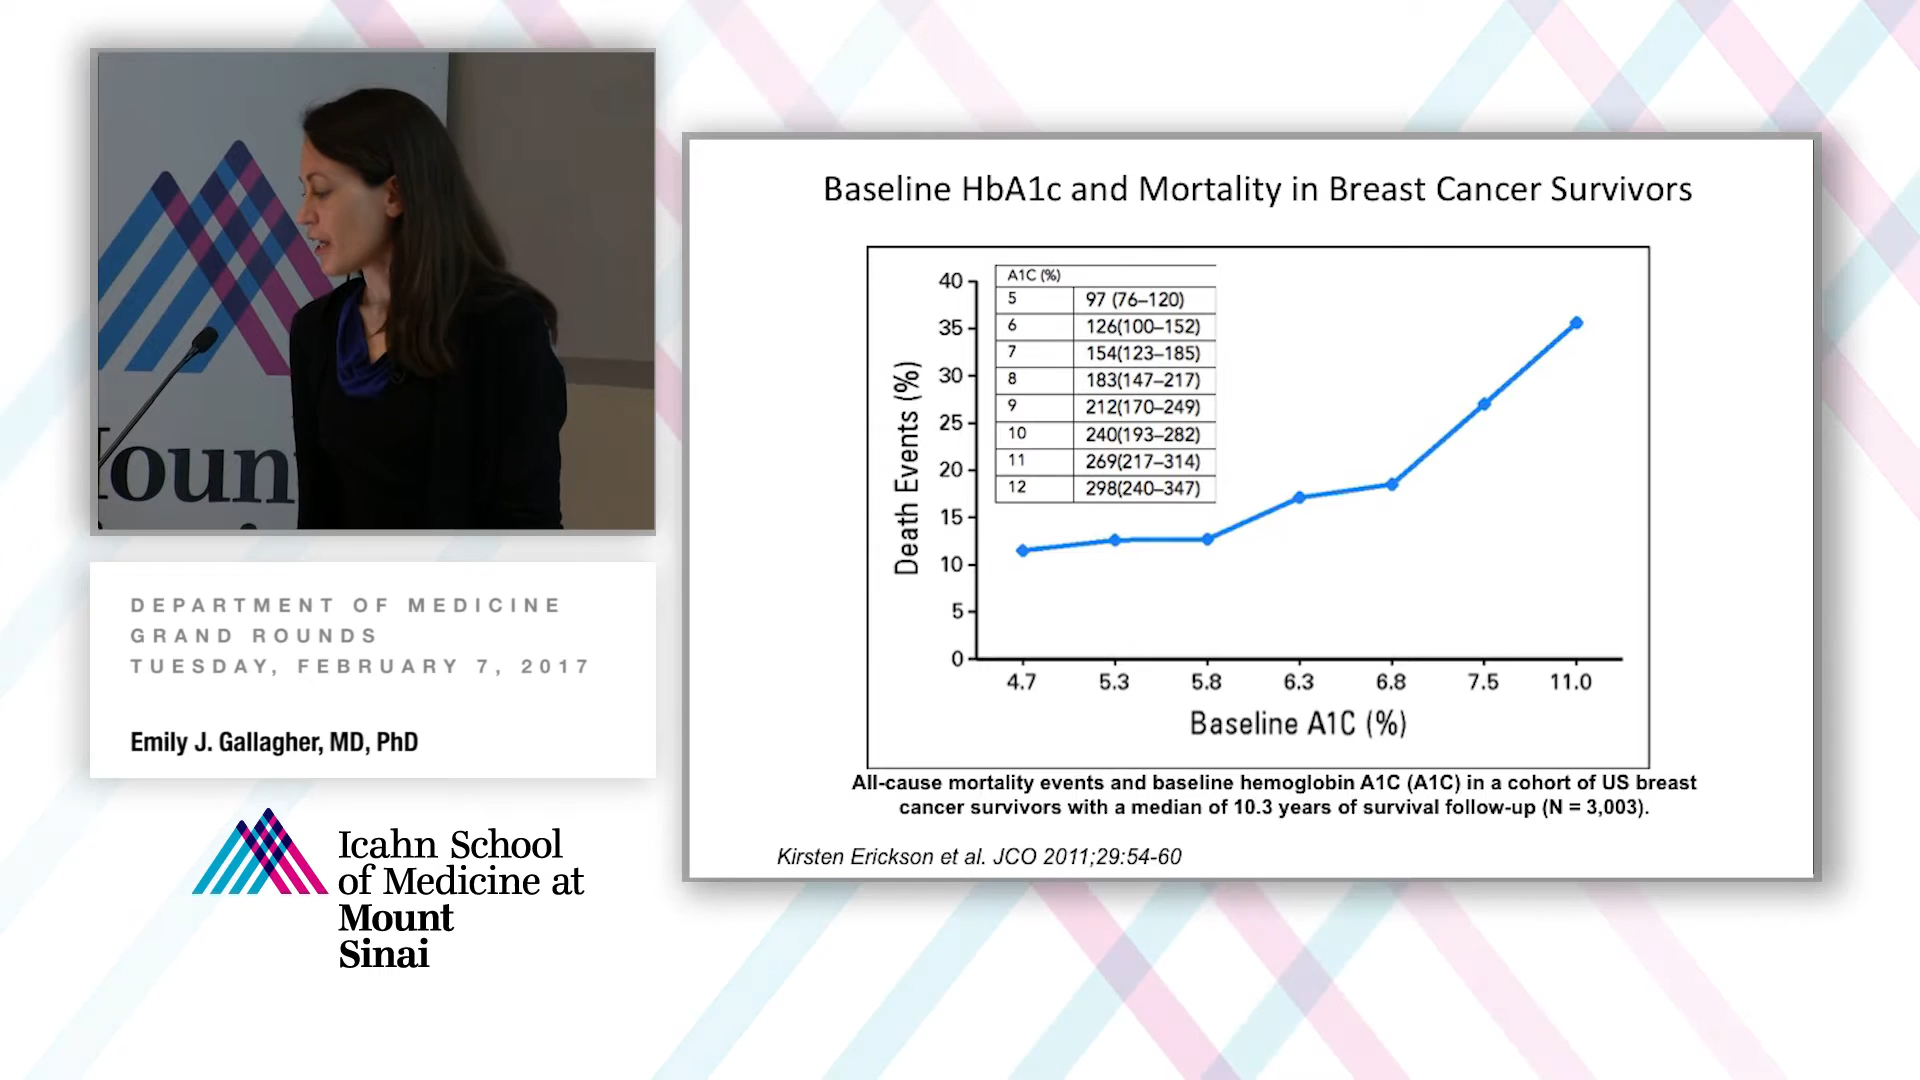 oun
DEPARTMENT OF MEDICINE
GRAND ROUNDS
TUESDAY, FEBRUARY 7, 2017
Emily J. Gallagher, MD, PhD
Icahn School
of Medicine at
Mount
Sinai
Baseline HbA1c and Mortality in Breast Cancer Survivors
A1C (%)
5 97 (76–120)
6 126(100–152)
7 154(123–185)
8 183(147–217)
9 212(170–249)
10 240(193–282)
11 269(217–314)
12 298(240–347)
Death Events (%)
40
35
30
25
20
15
10
5
0
4.7 5.3 5.8 6.3 6.8 7.5 11.0
Baseline A1C (%)
All-cause mortality events and baseline hemoglobin A1C (A1C) in a cohort of US breast
cancer survivors with a median of 10.3 years of survival follow-up (N = 3,003).
Kirsten Erickson et al. JCO 2011;29:54-60